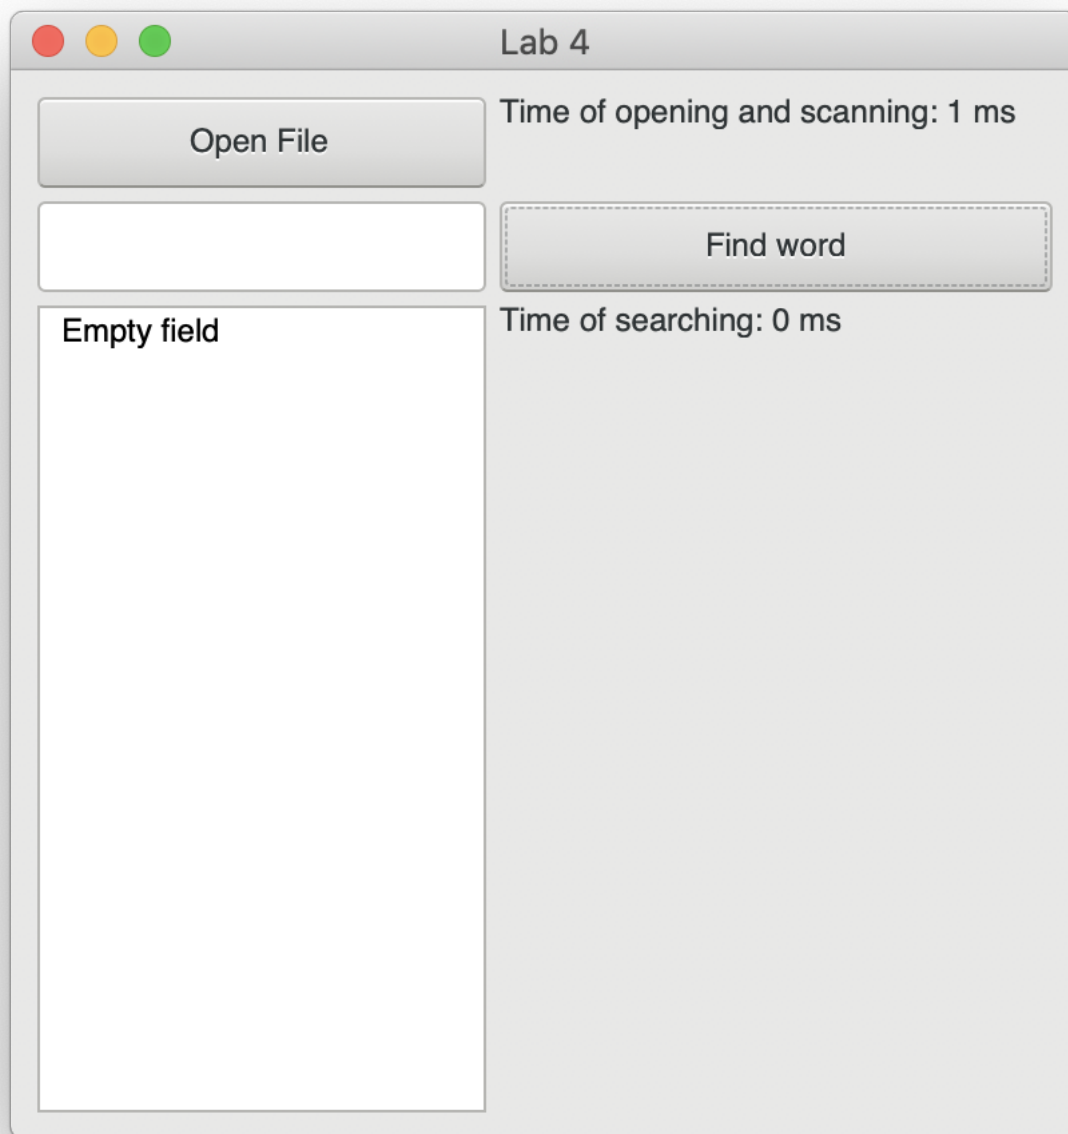 Lab 4
Open File
Time of opening and scanning: 1 ms
Find word
Empty field
Time of searching: 0 ms